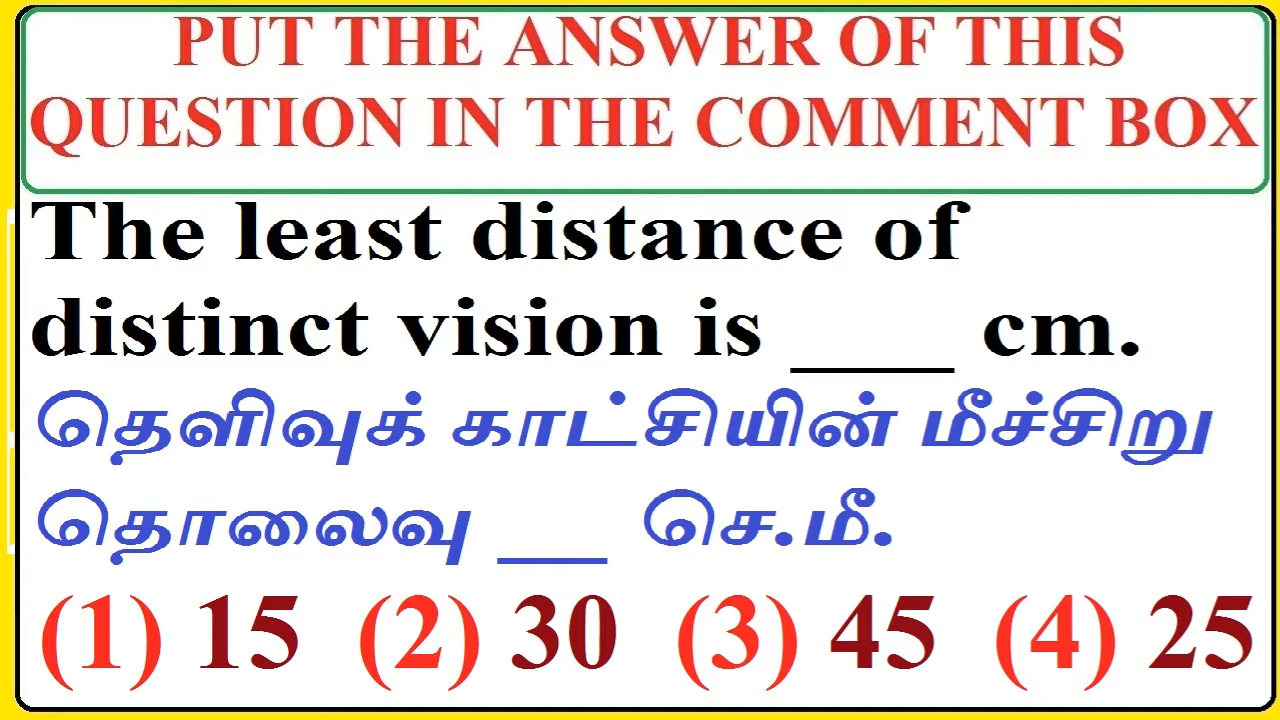 PUT THE ANSWER OF THIS
QUESTION IN THE COMMENT BOX
The least distance of
distinct vision is ___ cm.
தெளிவுக் காட்சியின் மீச்சிறு
தொலைவு __ செ.மீ.
(1) 15 (2) 30 (3) 45 (4) 25